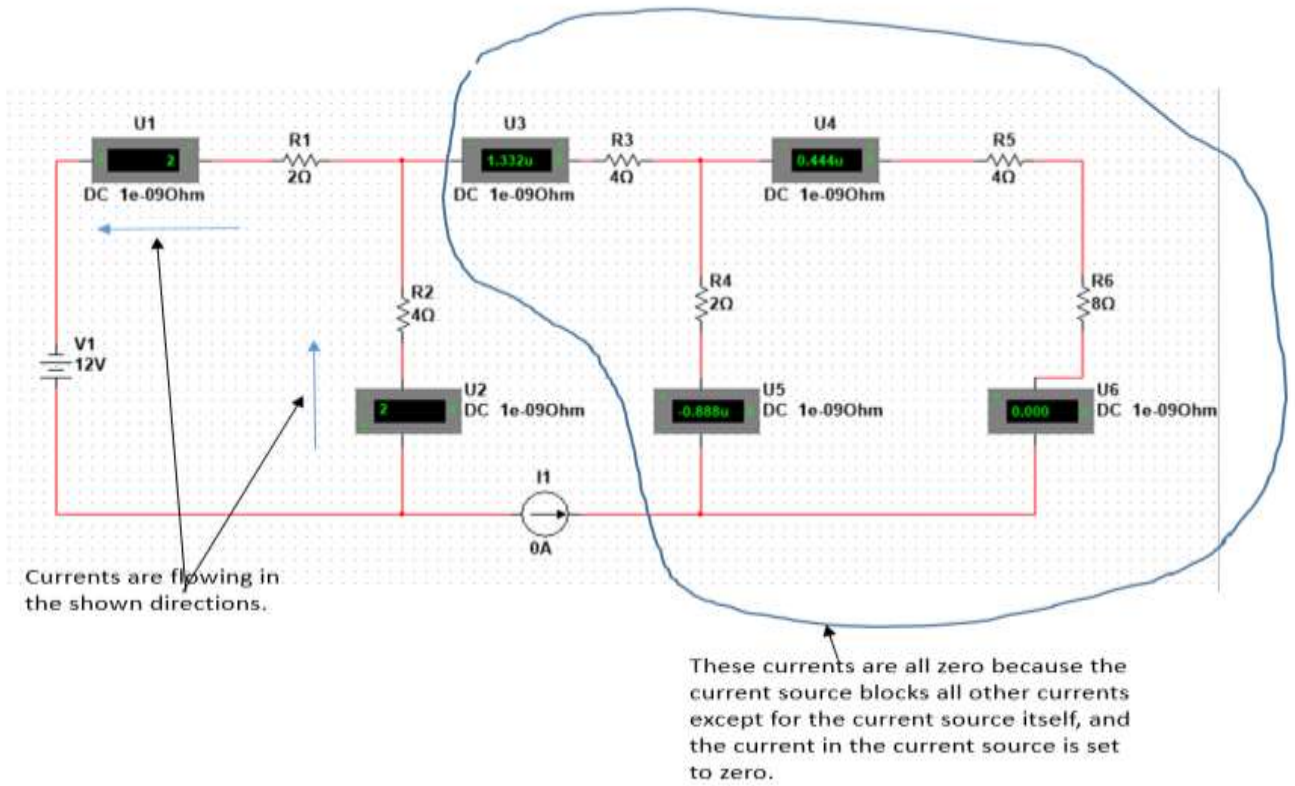 U1
2
DC 1e-09Ohm
R1
2Ω
U3
1.332u
DC 1e-09Ohm
R3
4Ω
U4
0.444u
DC 1e-09Ohm
R5
4Ω
V1
12V
R2
4Ω
U2
2
DC 1e-09Ohm
R4
2Ω
U5
-0.888u
DC 1e-09Ohm
R6
8Ω
U6
0.000
DC 1e-09Ohm
I1
0A
Currents are flowing in
the shown directions.
These currents are all zero because the
current source blocks all other currents
except for the current source itself, and
the current in the current source is set
to zero.